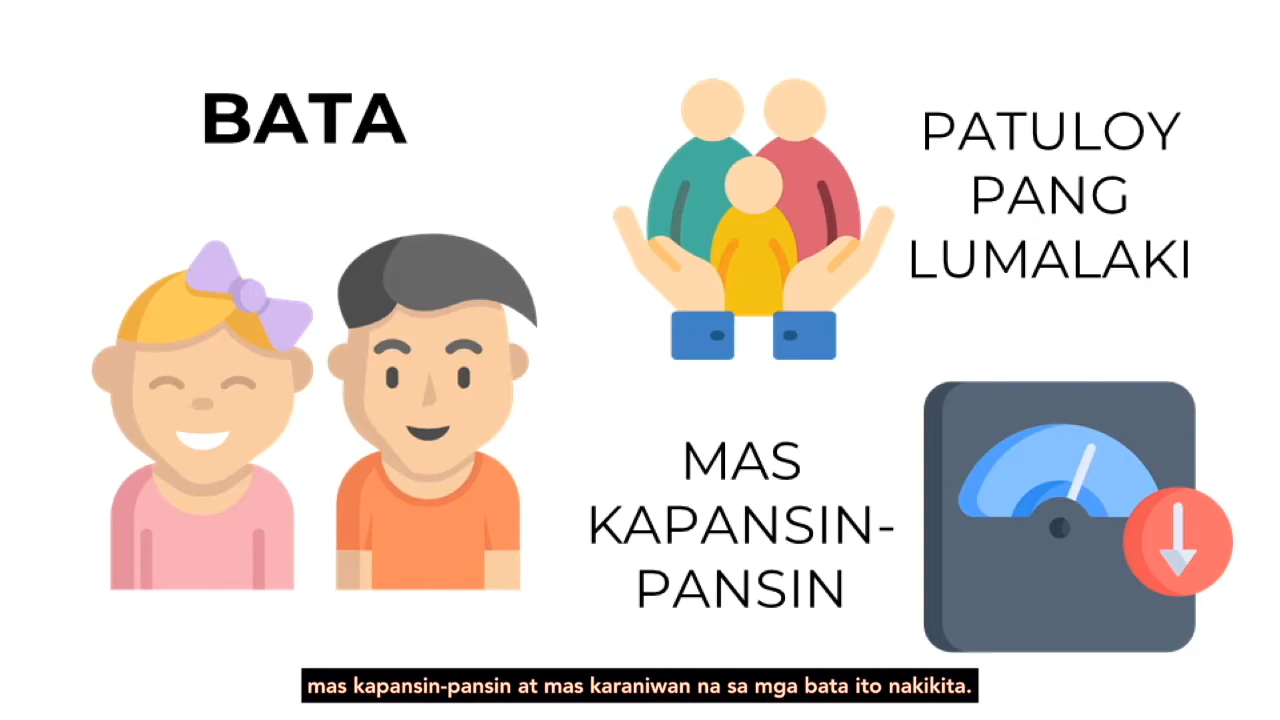 BATA
PATULOY
PANG
LUMALAKI
MAS
KAPANSIN-
PANSIN
mas kapansin-pansin at mas karaniwan na sa mga bata ito nakikita.